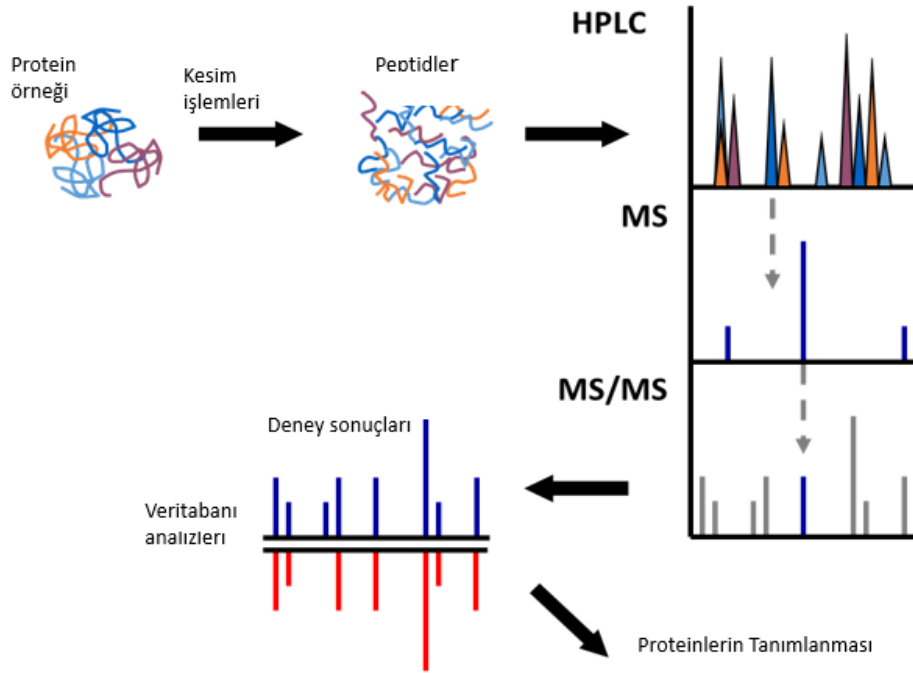 Protein
örneği
Kesim
işlemleri
Peptidler
HPLC
MS
MS/MS
Deney sonuçları
Veritabanı
analizleri
Proteinlerin Tanımlanması